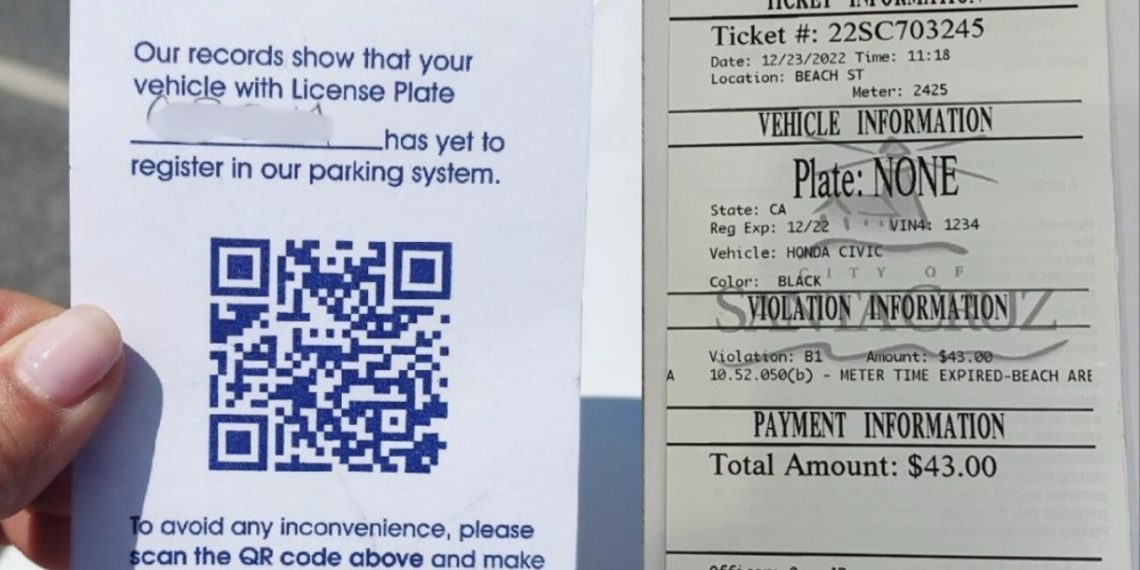 Our records show that your
vehicle with License Plate
has yet to
register in our parking system.
To avoid any inconvenience, please
scan the QR code above and make
TICKET INFORMATION
Ticket #: 22SC703245
Date: 12/23/2022 Time: 11:18
Location: BEACH ST
Meter: 2425
VEHICLE INFORMATION
Plate: NONE
State: CA
Reg Exp: 12/22 VIN4: 1234
Vehicle: HONDA CIVIC
CITY OF
Color: BLACK
SANTA CRUZ
VIOLATION INFORMATION
Violation: B1 Amount: $43.00
10.52.050(b) - METER TIME EXPIRED-BEACH ARE
A
PAYMENT INFORMATION
Total Amount: $43.00